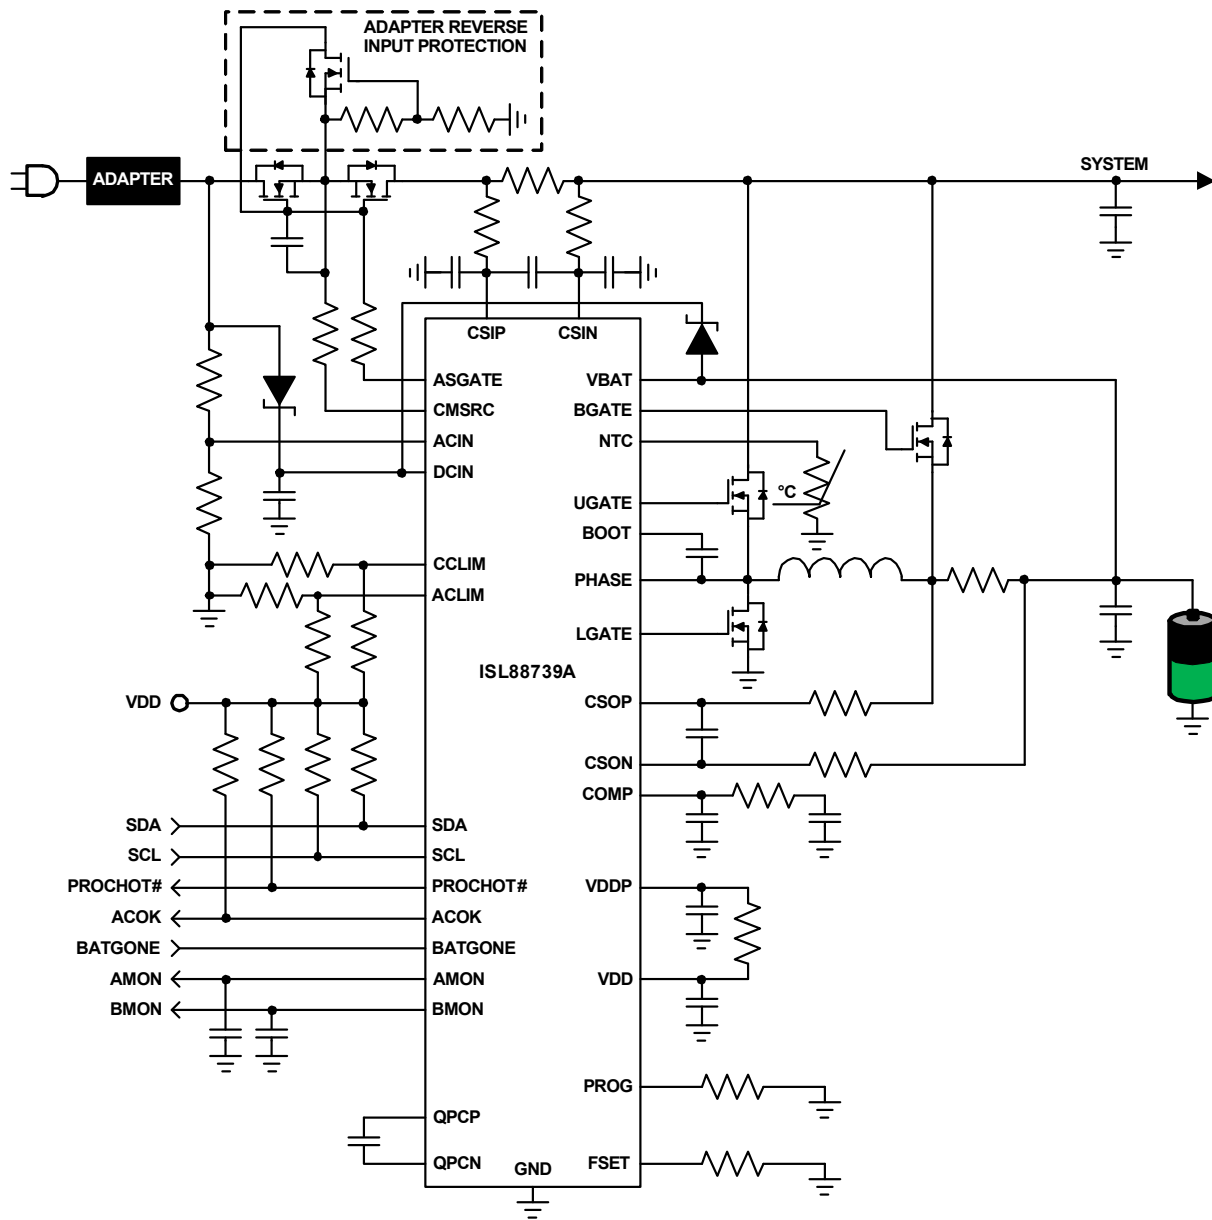 ADAPTER REVERSE
INPUT PROTECTION
ADAPTER
SYSTEM
CSIP
CSIN
ASGATE
CMSRC
ACIN
DCIN
CCLIM
ACLIM
VBAT
BGATE
NTC
°C
UGATE
BOOT
PHASE
LGATE
ISL88739A
VDD
CSOP
CSON
COMP
SDA
SCL
PROCHOT#
ACOK
BATGONE
AMON
BMON
SDA
SCL
PROCHOT#
ACOK
BATGONE
AMON
BMON
VDDP
VDD
PROG
FSET
QPCP
QPCN
GND